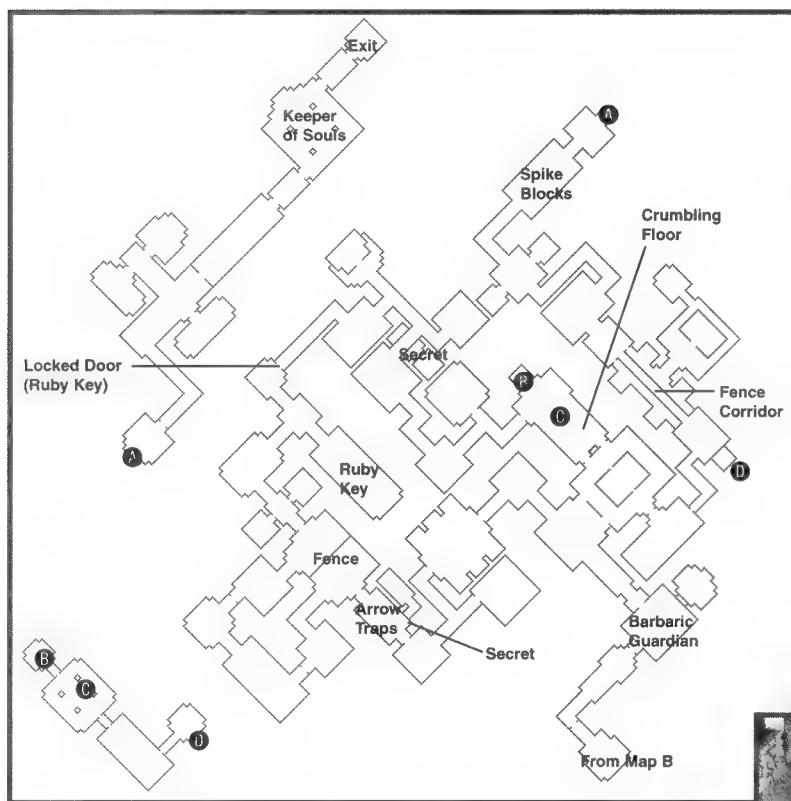 Exit
Keeper
of Souls
A
Spike
Blocks
Crumbling
Floor
Secret
Locked Door
(Ruby Key)
B
Fence
Corridor
C
A
Ruby
Key
D
Fence
Arrow
Traps
Barbaric
Guardian
Secret
B
C
D
From Map B